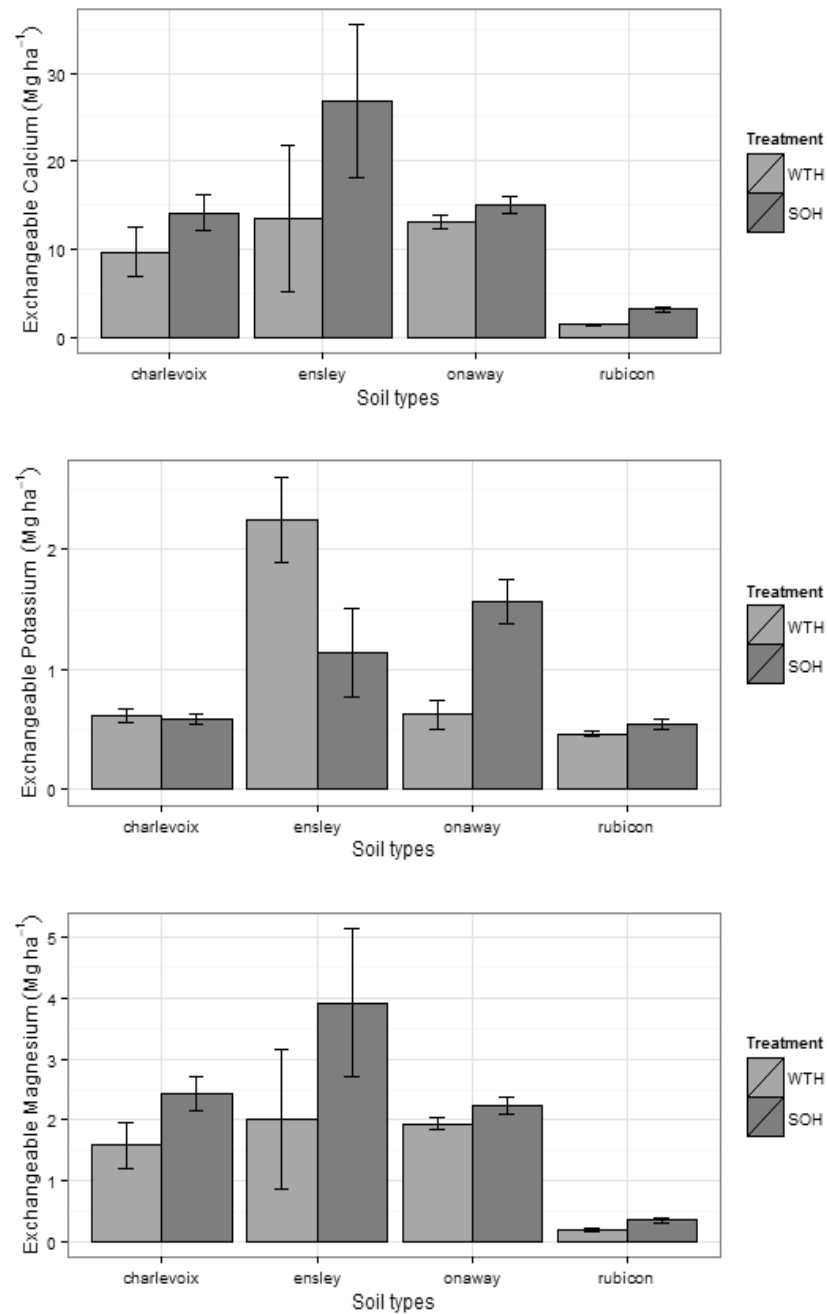 Exchangeable Calcium (Mg ha⁻¹)
30
20
10
0
charlevoix ensley onaway rubicon
Soil types
Treatment
WTH
SOH
Exchangeable Potassium (Mg ha⁻¹)
2
1
0
charlevoix ensley onaway rubicon
Soil types
Treatment
WTH
SOH
Exchangeable Magnesium (Mg ha⁻¹)
5
4
3
2
1
0
charlevoix ensley onaway rubicon
Soil types
Treatment
WTH
SOH